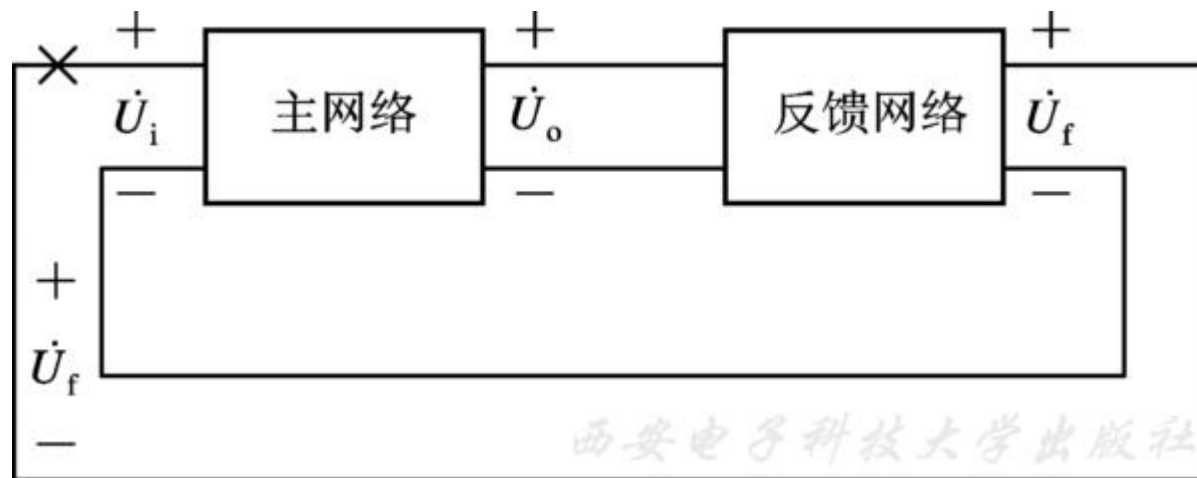 + + +
U̇i 主网络 U̇o 反馈网络 U̇f
− − −
+
U̇f
−
西安电子科技大学出版社